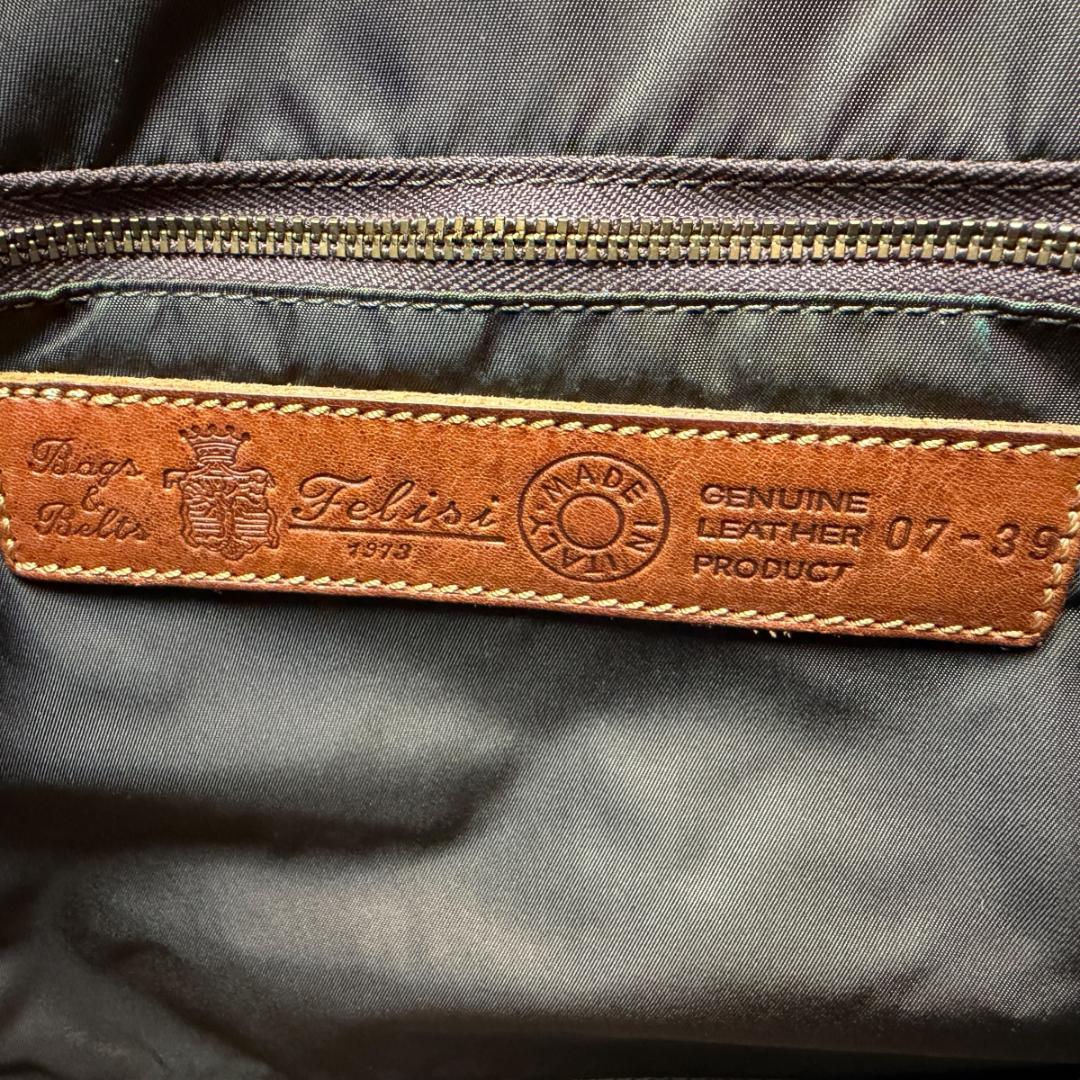 Bags
&
Belts
Felisi
1973
MADE IN ITALY
GENUINE
LEATHER
PRODUCT
07-39